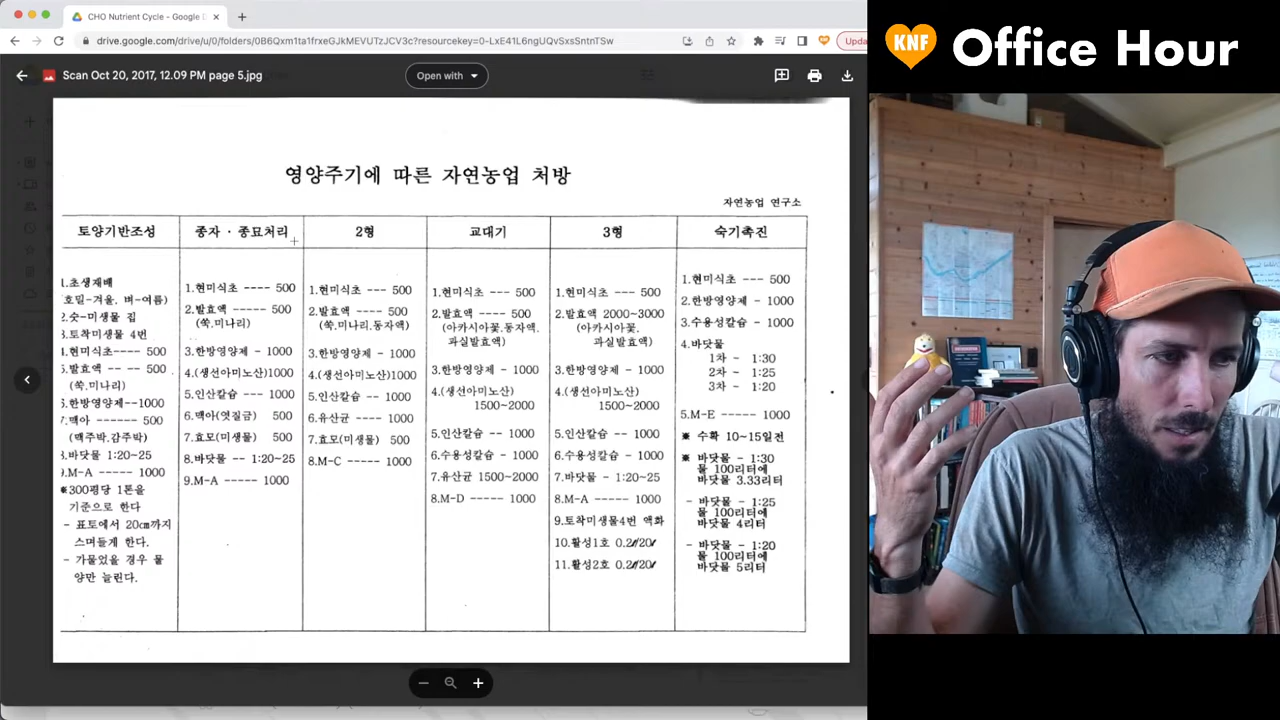 CHO Nutrient Cycle - Google D
drive.google.com/drive/u/0/folders/0B6Qxm1ta1frxeGJkMEVUTzJCV3c?resourcekey=0-LxE41L6ngUQvSxsSntnTSw
Upda
Scan Oct 20, 2017, 12.09 PM page 5.jpg
Open with
KNF
Office Hour
영양주기에 따른 자연농업 처방
자연농업 연구소
토양기반조성
.초생재배
호밀-겨울, 벼-여름)
.숯-미생물 집
.토착미생물 4번
.현미식초---- 500
.발효액 -- -- 500
(쑥.미나리)
.한방영양제--1000
.맥아 ------ 500
(맥주박.감주박)
.바닷물 1:20~25
.M-A ----- 1000
※300평당 1톤을
기준으로 한다
- 표토에서 20㎝까지
스며들게 한다.
- 가물었을 경우 물
양만 늘린다.
종자 · 종묘처리
1.현미식초 ---- 500
2.발효액 ----- 500
(쑥.미나리)
3.한방영양제 - 1000
4.(생선아미노산)1000
5.인산칼슘 --- 1000
6.맥아(엿질금) 500
7.효모(미생물) 500
8.바닷물 -- 1:20~25
9.M-A ----- 1000
2형
1.현미식초 --- 500
2.발효액 ---- 500
(쑥.미나리.동자액)
3.한방영양제 - 1000
4.(생선아미노산)1000
5.인산칼슘 -- 1000
6.유산균 ---- 1000
7.효모(미생물) 500
8.M-C ----- 1000
교대기
1.현미식초 --- 500
2.발효액 ---- 500
(아카시아꽃.동자액.
과실발효액)
3.한방영양제 - 1000
4.(생선아미노산)
1500~2000
5.인산칼슘 -- 1000
6.수용성칼슘 - 1000
7.유산균 1500~2000
8.M-D ----- 1000
3형
1.현미식초 --- 500
2.발효액 2000~3000
(아카시아꽃,
과실발효액)
3.한방영양제 - 1000
4.(생선아미노산)
1500~2000
5.인산칼슘 -- 1000
6.수용성칼슘 - 1000
7.바닷물 - 1:20~25
8.M-A ----- 1000
9.토착미생물4번 액화
10.활성1호 0.2ℓ/20ℓ
11.활성2호 0.2ℓ/20ℓ
숙기촉진
1.현미식초 --- 500
2.한방영양제 - 1000
3.수용성칼슘 - 1000
4.바닷물
1차 - 1:30
2차 - 1:25
3차 - 1:20
5.M-E ----- 1000
※ 수확 10~15일전
※ 바닷물 - 1:30
물 100리터에
바닷물 3.33리터
- 바닷물 - 1:25
물 100리터에
바닷물 4리터
- 바닷물 - 1:20
물 100리터에
바닷물 5리터